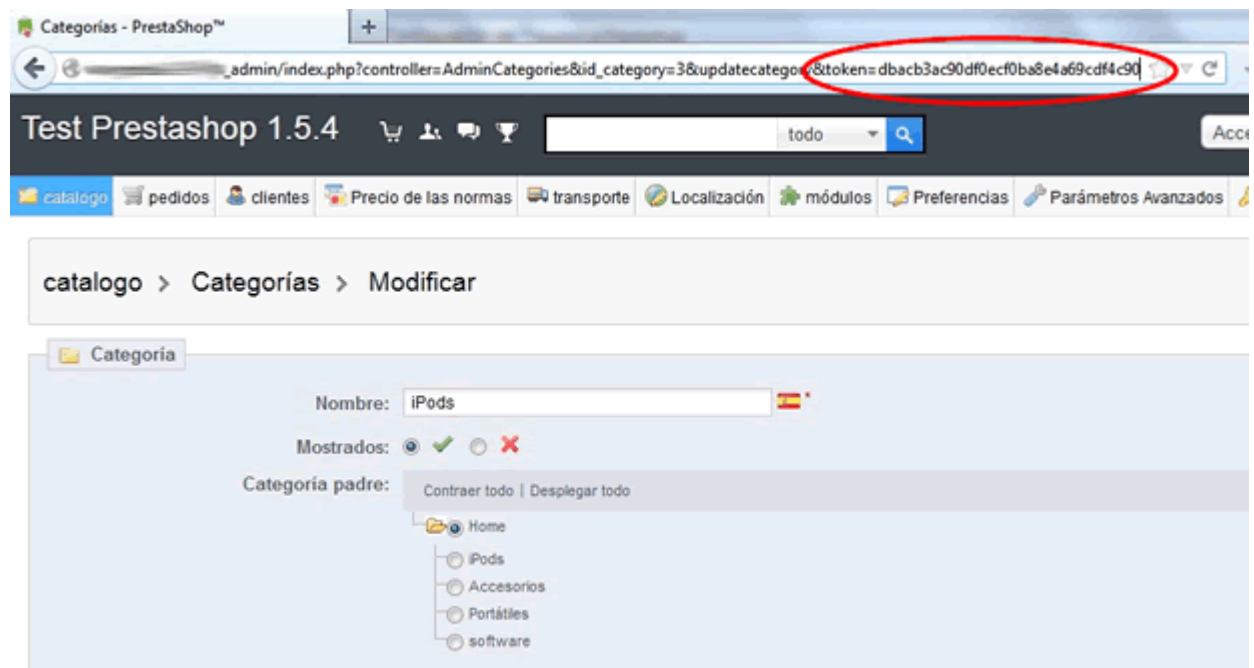 Categorías - PrestaShop™
_admin/index.php?controller=AdminCategories&id_category=3&updatecategory&token=dbacb3ac90df0ecf0ba8e4a69cdf4c90
Test Prestashop 1.5.4 todo Acce
catalogo pedidos clientes Precio de las normas transporte Localización módulos Preferencias Parámetros Avanzados
catalogo > Categorías > Modificar
Categoría
Nombre: iPods *
Mostrados:
Categoría padre: Contraer todo | Desplegar todo
Home
iPods
Accesorios
Portátiles
software